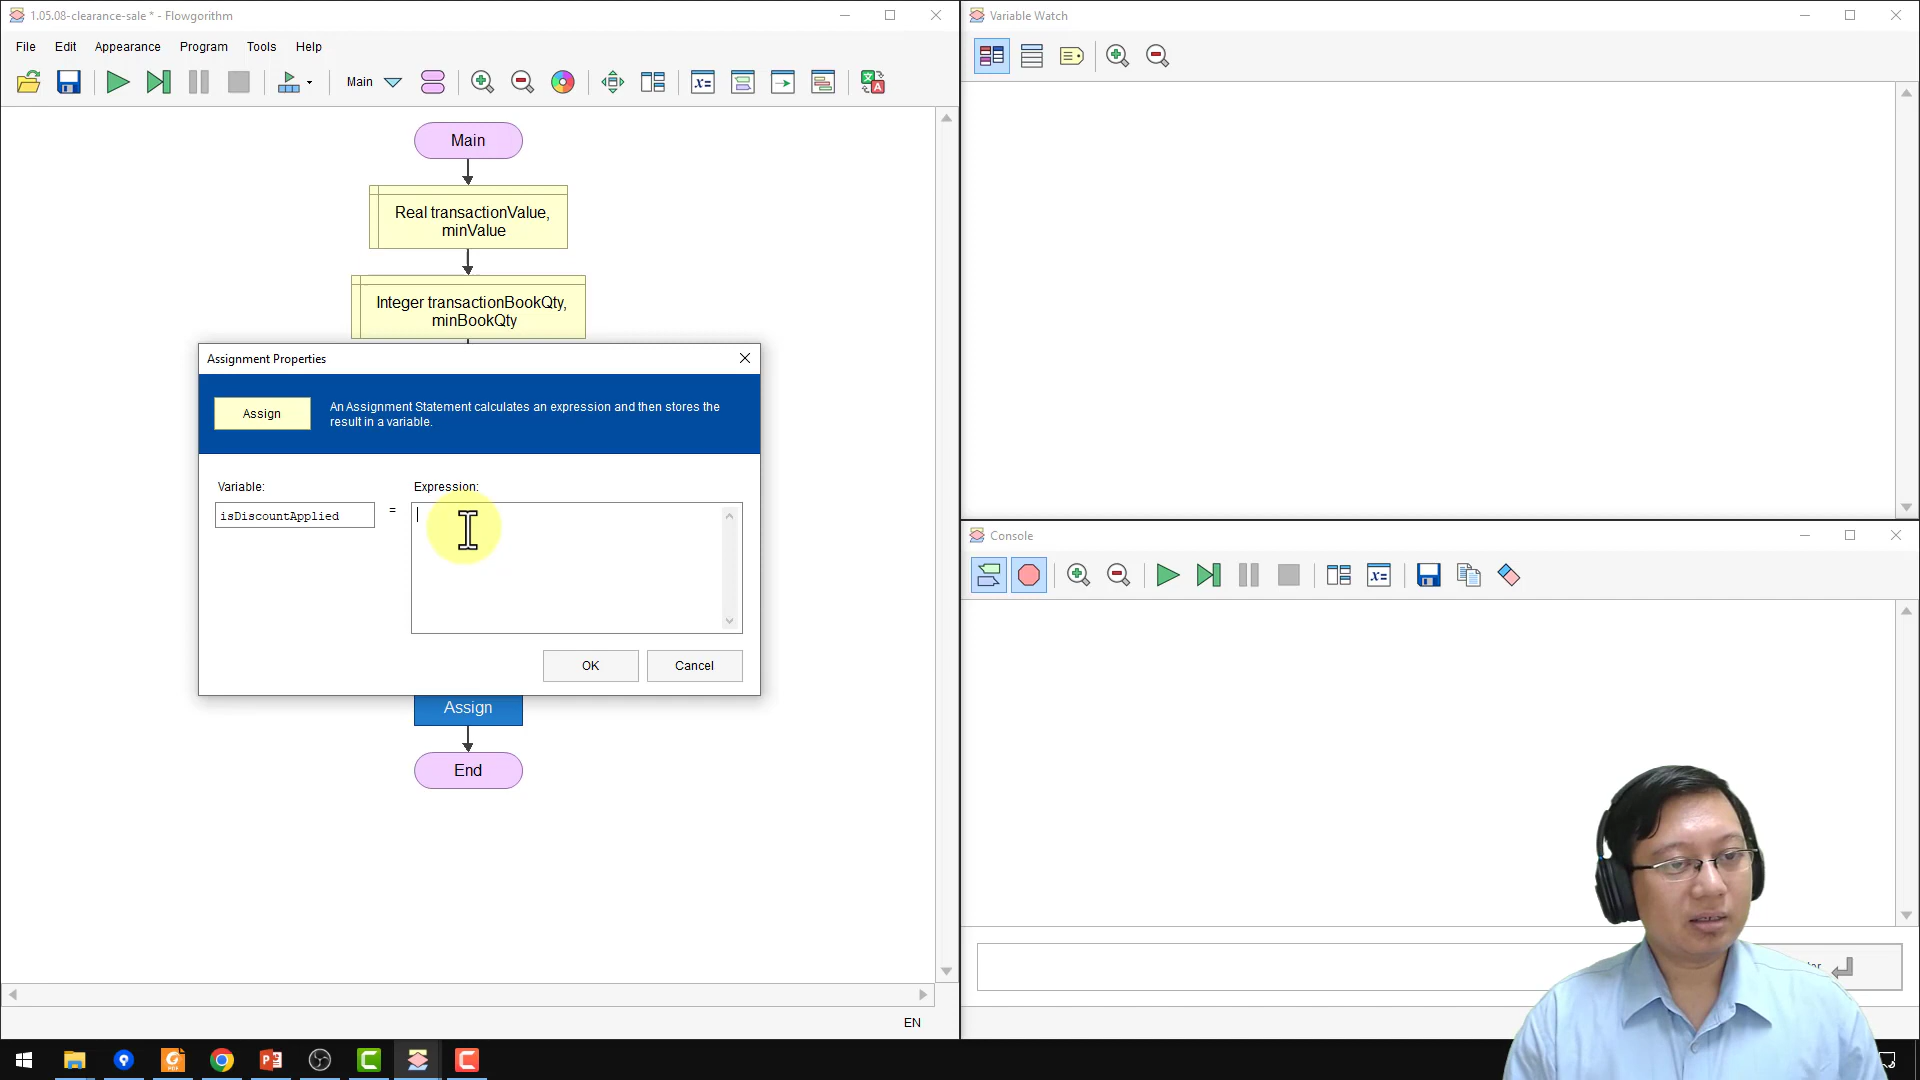 1.05.08-clearance-sale * - Flowgorithm
File Edit Appearance Program Tools Help
Main
Main
Real transactionValue,
minValue
Integer transactionBookQty,
minBookQty
Assignment Properties
Assign
An Assignment Statement calculates an expression and then stores the
result in a variable.
Variable:
Expression:
isDiscountApplied
=
OK
Cancel
Assign
End
EN
Variable Watch
Console